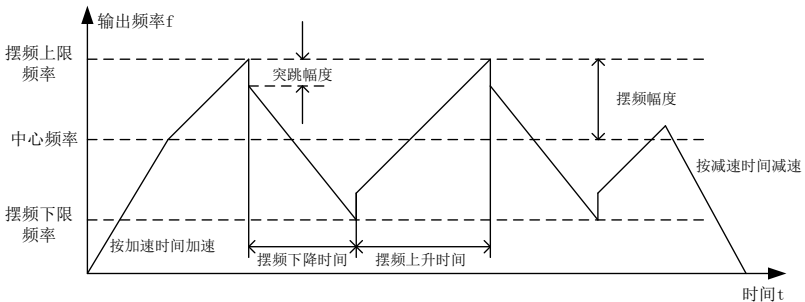 输出频率f
摆频上限
频率
突跳幅度
摆频幅度
中心频率
按减速时间减速
摆频下限
频率
按加速时间加速
摆频下降时间
摆频上升时间
时间t